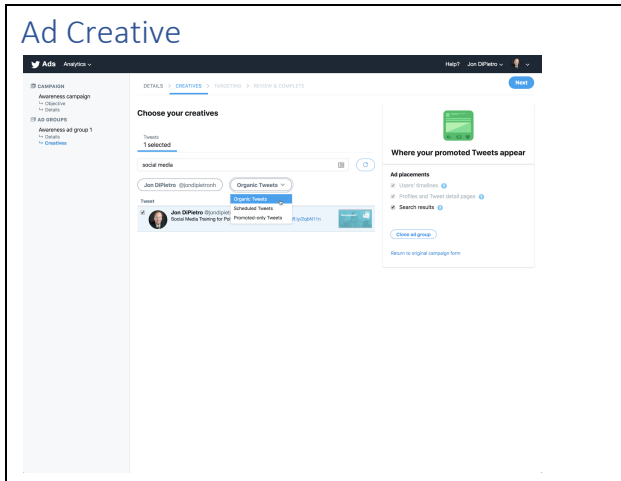 Ad Creative
Ads Analytics
Help? Jon DiPietro
CAMPAIGN
Awareness campaign
Objective
Details
AD GROUPS
Awareness ad group 1
Details
Creatives
DETAILS > CREATIVES > TARGETING > REVIEW & COMPLETE
Next
Choose your creatives
Tweets
1 selected
social media
Jon DiPietro @jondipietronh
Organic Tweets
Organic Tweets
Scheduled Tweets
Promoted-only Tweets
Tweet
Jon DiPietro @jondipiet
Social Media Training for
Where your promoted Tweets appear
Ad placements
Users' timelines
Profiles and Tweet detail pages
Search results
Clone ad group
Return to original campaign form